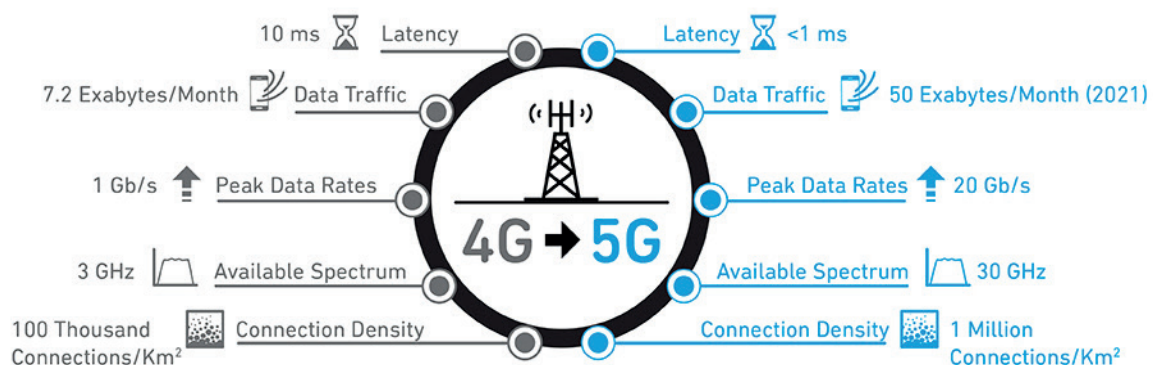 10 ms Latency
7.2 Exabytes/Month Data Traffic
1 Gb/s Peak Data Rates
3 GHz Available Spectrum
100 Thousand Connection Density
Connections/Km²
4G 5G
Latency <1 ms
Data Traffic 50 Exabytes/Month (2021)
Peak Data Rates 20 Gb/s
Available Spectrum 30 GHz
Connection Density 1 Million
Connections/Km²